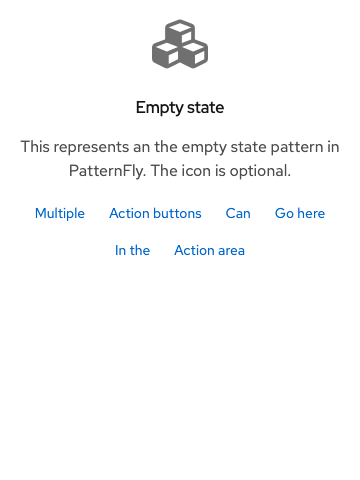 Empty state
This represents an the empty state pattern in
PatternFly. The icon is optional.
Multiple Action buttons Can Go here
In the Action area